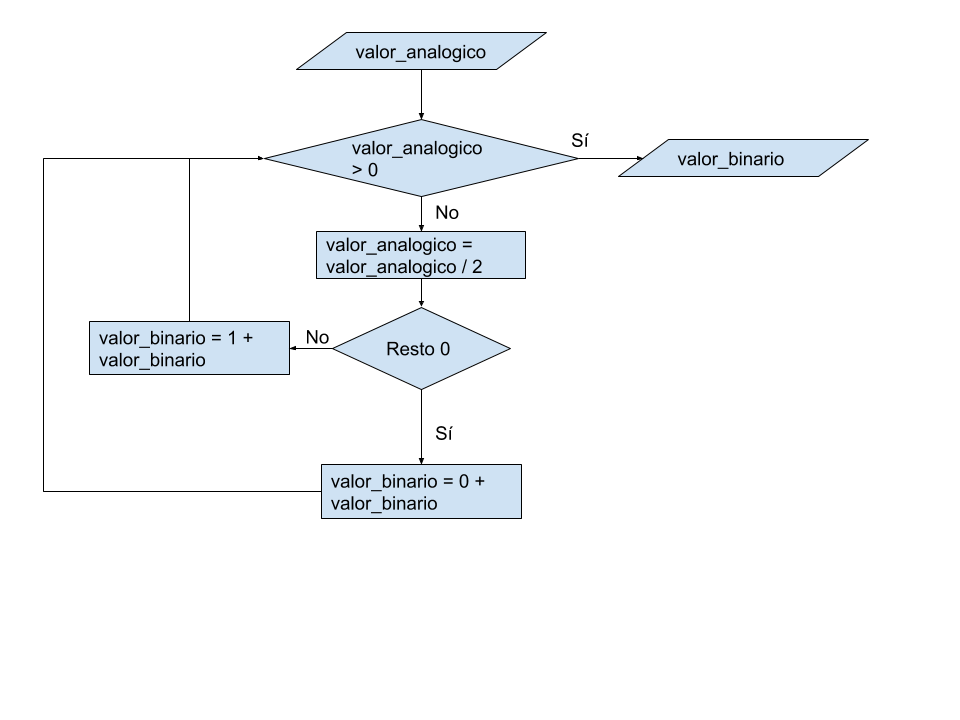 valor_analogico
valor_analogico
> 0
Sí
valor_binario
No
valor_analogico =
valor_analogico / 2
valor_binario = 1 +
valor_binario
No
Resto 0
Sí
valor_binario = 0 +
valor_binario